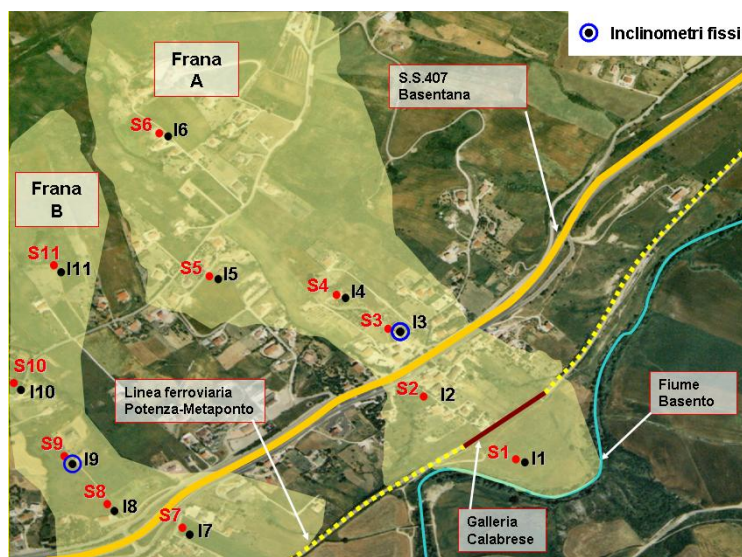 Inclinometri fissi
Frana
A
S.S.407
Basentana
S6
I6
Frana
B
S11
I11
S5
I5
S4
I4
S3
I3
S10
I10
Linea ferroviaria
Potenza-Metaponto
S2
I2
Fiume
Basento
S9
I9
S1
I1
S8
I8
S7
I7
Galleria
Calabrese